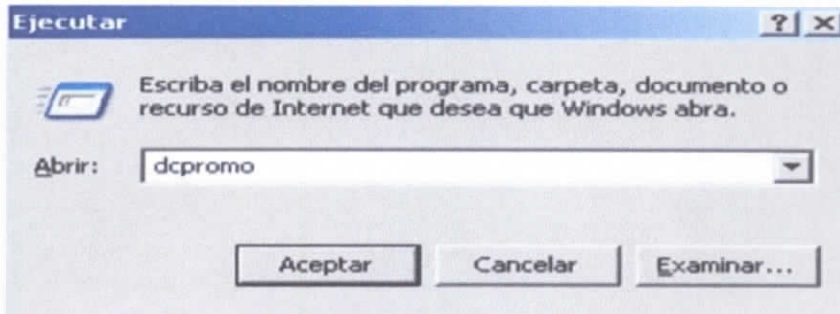 Ejecutar
Escriba el nombre del programa, carpeta, documento o
recurso de Internet que desea que Windows abra.
Abrir:
dcpromo
Aceptar
Cancelar
Examinar...